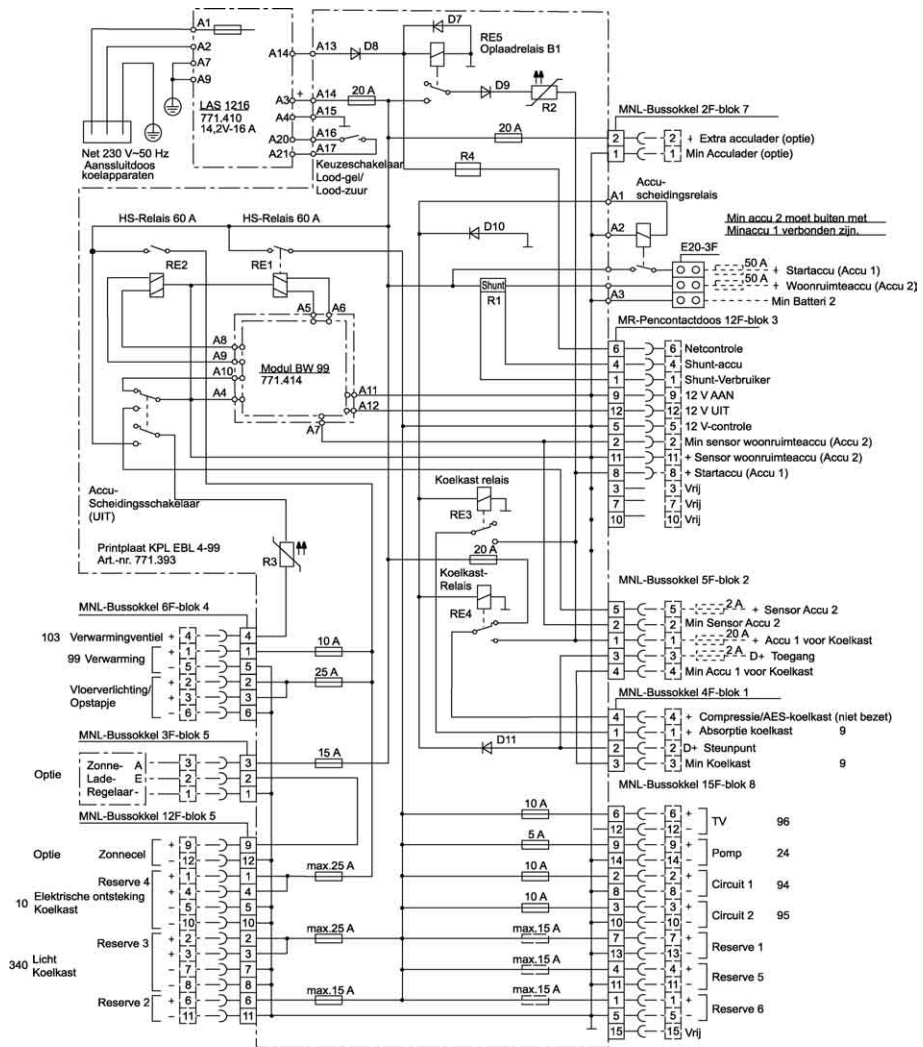 A1
A2
A7
A9
A14
A3 +
A4
A20
A21
LAS 1216
771.410
14,2V-16 A
Net 230 V~50 Hz
Aanssluitdoos
koelapparaten
A13
A14
A15
A16
A17
D8
D7
RE5
Oplaadrelais B1
D9
R2
20 A
Keuzeschakelaar
Lood-gel/
Lood-zuur
20 A
R4
MNL-Bussokkel 2F-blok 7
2 2 + Extra acculader (optie)
1 1 - Min Acculader (optie)
A1
Accu-
scheidingsrelais
A2
Min accu 2 moet buiten met
Minaccu 1 verbonden zijn.
E20-3F
50 A + Startaccu (Accu 1)
50 A + Woonruimteaccu (Accu 2)
A3
Min Batteri 2
D10
Shunt
R1
HS-Relais 60 A
HS-Relais 60 A
RE2
RE1
A5
A6
A8
A9
A10
A4
Modul BW 99
771.414
A11
A12
A7
MR-Pencontactdoos 12F-blok 3
6 6 Netcontrole
4 4 Shunt-accu
1 1 Shunt-Verbruiker
9 9 12 V AAN
12 12 12 V UIT
5 5 12 V-controle
2 2 Min sensor woonruimteaccu (Accu 2)
11 11 + Sensor woonruimteaccu (Accu 2)
8 8 + Startaccu (Accu 1)
3 3 Vrij
7 7 Vrij
10 10 Vrij
Accu-
Scheidingsschakelaar
(UIT)
Printplaat KPL EBL 4-99
Art.-nr. 771.393
R3
Koelkast relais
RE3
20 A
Koelkast-
Relais
RE4
D11
MNL-Bussokkel 5F-blok 2
5 5 2 A + Sensor Accu 2
2 2 Min Sensor Accu 2
1 1 20 A + Accu 1 voor Koelkast
3 3 2 A D+ Toegang
4 4 Min Accu 1 voor Koelkast
MNL-Bussokkel 4F-blok 1
4 4 + Compressie/AES-koelkast (niet bezet)
1 1 + Absorptie koelkast 9
2 2 D+ Steunpunt
3 3 Min Koelkast 9
MNL-Bussokkel 6F-blok 4
103 Verwarmingventiel + 4 4
99 Verwarming + 1 1 10 A
- 5 5
Vloerverlichting/
Opstapje
+ 2 2 25 A
+ 3 3
- 6 6
MNL-Bussokkel 3F-blok 5
Optie
Zonne- A 3 3 15 A
Lade- E 2 2
Regelaar- 1 1
MNL-Bussokkel 12F-blok 5
Optie Zonnecel + 9 9
- 12 12
Reserve 4 + 1 1 max.25 A
+ 4 4
10 Elektrische ontsteking
Koelkast
- 5 5
- 10 10
Reserve 3 + 2 2 max.25 A
+ 3 3
340 Licht
Koelkast
- 7 7
- 8 8
Reserve 2 + 6 6 max.15 A
- 11 11
MNL-Bussokkel 15F-blok 8
10 A 6 6 +
12 12 -
TV 96
5 A 9 9 +
14 14 -
Pomp 24
10 A 2 2 +
8 8 -
Circuit 1 94
10 A 3 3 +
10 10 -
Circuit 2 95
max.15 A 7 7 +
13 13 -
Reserve 1
max.15 A 4 4 +
11 11 -
Reserve 5
max.15 A 1 1 +
5 5 -
Reserve 6
15 15 Vrij